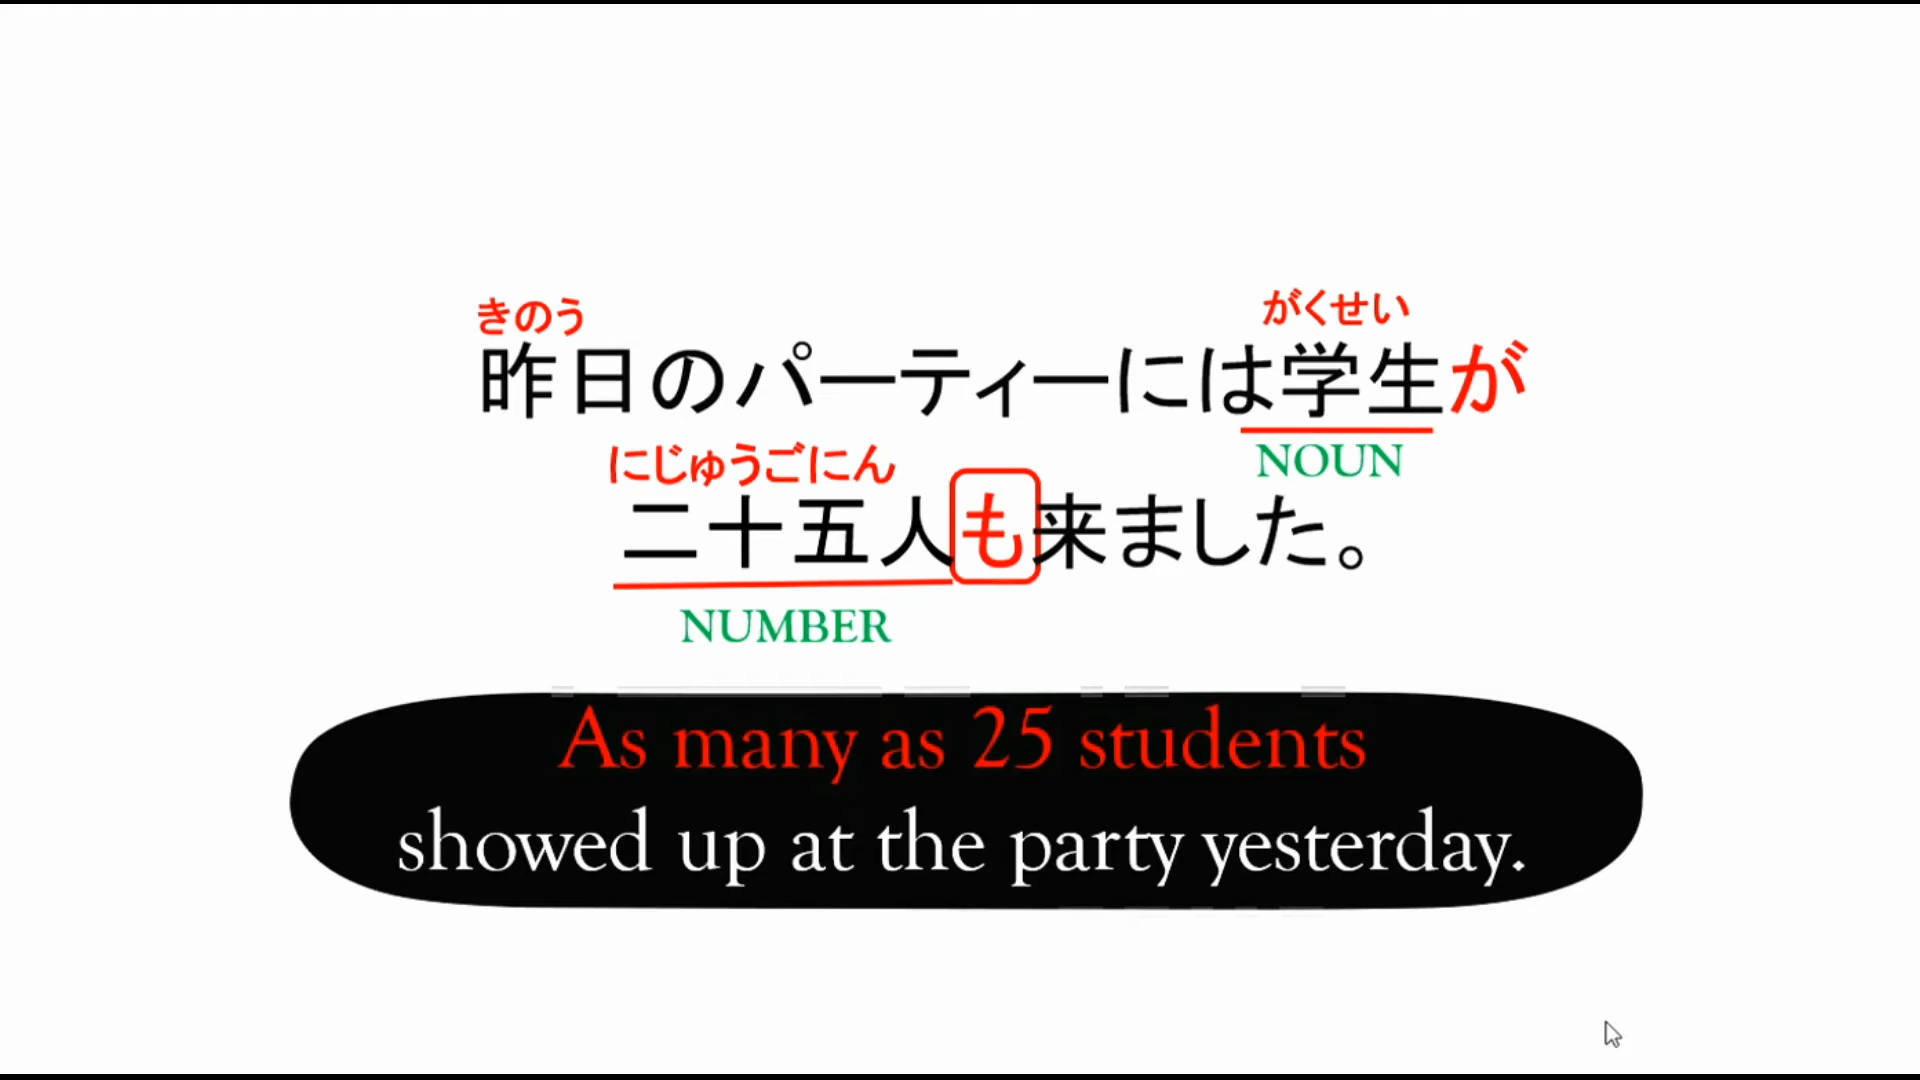 きのう がくせい
昨日のパーティーには学生が
NOUN
にじゅうごにん
二十五人も来ました。
NUMBER
As many as 25 students
showed up at the party yesterday.